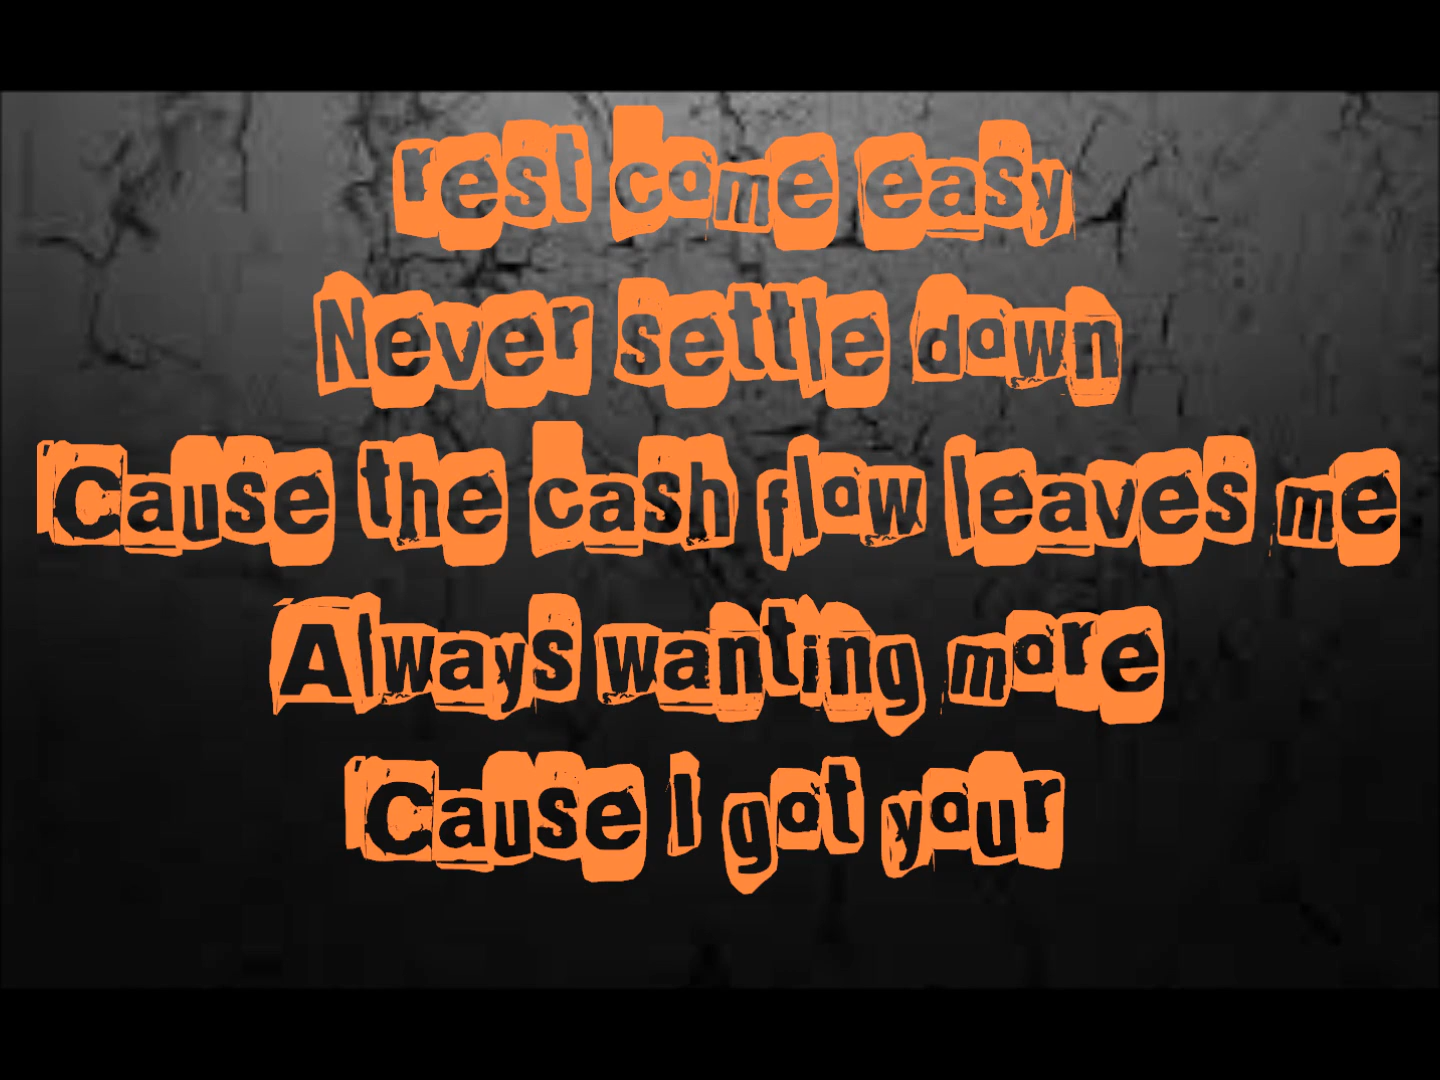 rest come easy
Never settle down
'Cause the cash flow leaves me
Always wanting more
'Cause I got your